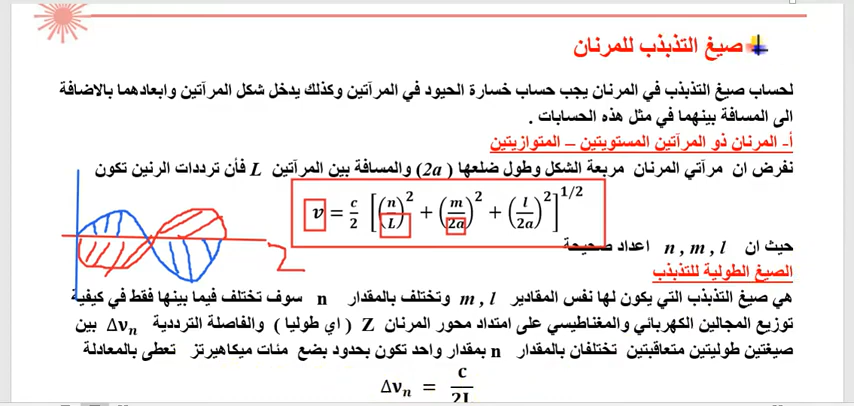 صيغ التذبذب للمرنان
لحساب صيغ التذبذب في المرنان يجب حساب خسارة الحيود في المرآتين وكذلك يدخل شكل المرآتين وابعادهما بالاضافة
الى المسافة بينهما في مثل هذه الحسابات .
أ- المرنان ذو المرآتين المستويتين – المتوازيتين
نفرض ان مرآتي المرنان مربعة الشكل وطول ضلعها (2a) والمسافة بين المرآتين L فأن ترددات الرنين تكون
ν = c/2 [(n/L)^2 + (m/2a)^2 + (l/2a)^2]^1/2
حيث ان n , m , l اعداد صحيحة
الصيغ الطولية للتذبذب
هي صيغ التذبذب التي يكون لها نفس المقادير m , l وتختلف بالمقدار n سوف تختلف فيما بينها فقط في كيفية
توزيع المجالين الكهربائي والمغناطيسي على امتداد محور المرنان Z ( اي طوليا ) والفاصلة الترددية Δν_n بين
صيغتين طوليتين متعاقبتين تختلفان بالمقدار n بمقدار واحد تكون بحدود بضع مئات ميكاهيرتز تعطى بالمعادلة
Δν_n = c/2L